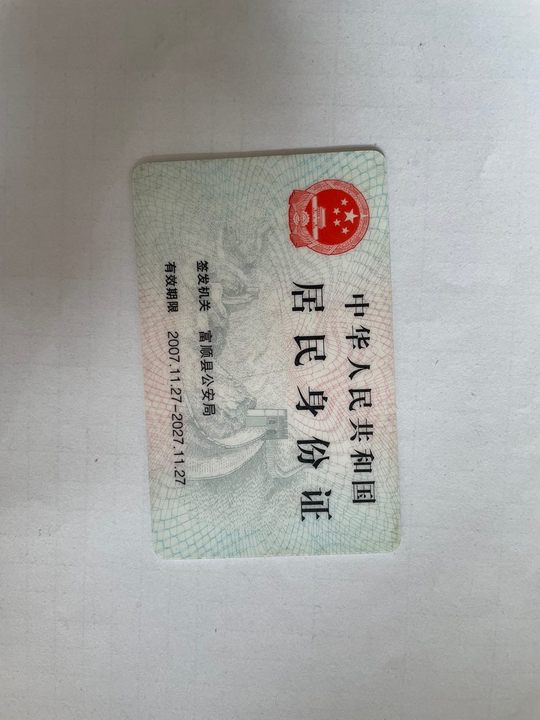 中华人民共和国
居民身份证
签发机关 富顺县公安局
有效期限 2007.11.27-2027.11.27